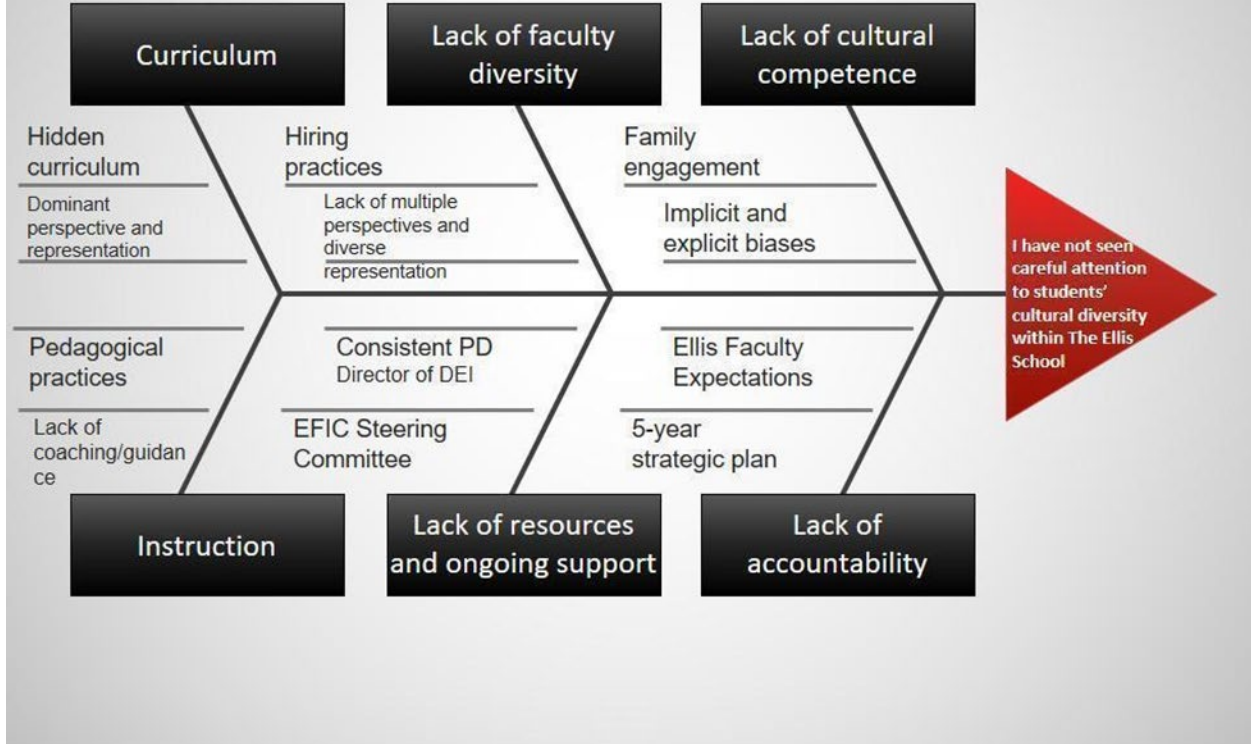 Curriculum
Lack of faculty
diversity
Lack of cultural
competence
Hidden
curriculum
Dominant
perspective and
representation
Hiring
practices
Lack of multiple
perspectives and
diverse
representation
Family
engagement
Implicit and
explicit biases
I have not seen
careful attention
to students’
cultural diversity
within The Ellis
School
Pedagogical
practices
Lack of
coaching/guidan
ce
Consistent PD
Director of DEI
EFIC Steering
Committee
Ellis Faculty
Expectations
5-year
strategic plan
Instruction
Lack of resources
and ongoing support
Lack of
accountability